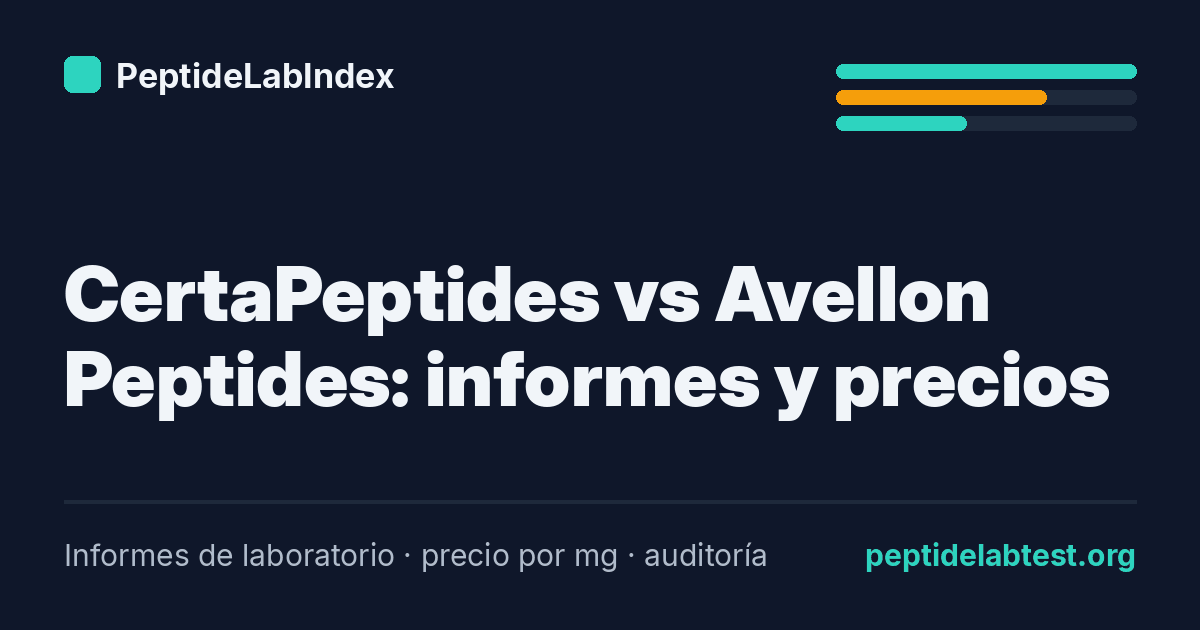 PeptideLabIndex
CertaPeptides vs Avellon
Peptides: informes y precios
Informes de laboratorio · precio por mg · auditoría
peptidelabtest.org